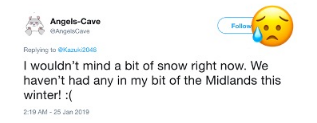 Angels-Cave
@AngelsCave
Follow
Replying to @Kazuki2048
I wouldn't mind a bit of snow right now. We
haven't had any in my bit of the Midlands this
winter! :(
2:19 AM - 25 Jan 2019